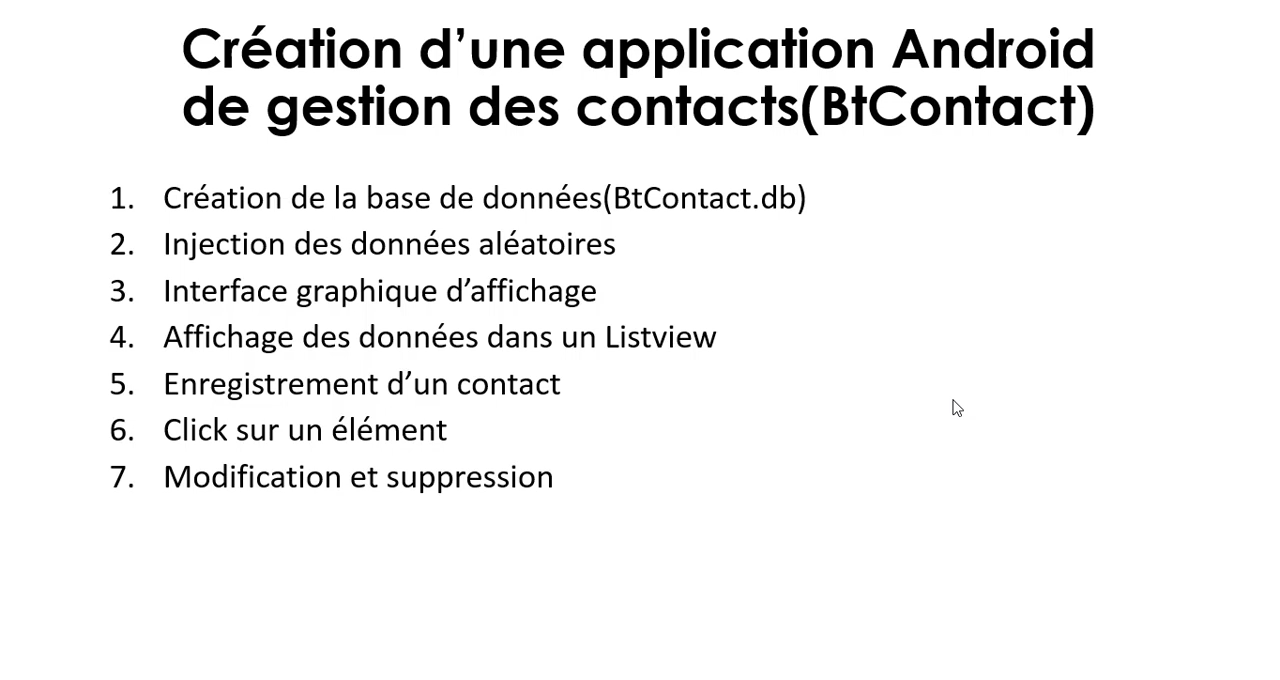 Création d’une application Android
de gestion des contacts(BtContact)
1. Création de la base de données(BtContact.db)
2. Injection des données aléatoires
3. Interface graphique d’affichage
4. Affichage des données dans un Listview
5. Enregistrement d’un contact
6. Click sur un élément
7. Modification et suppression